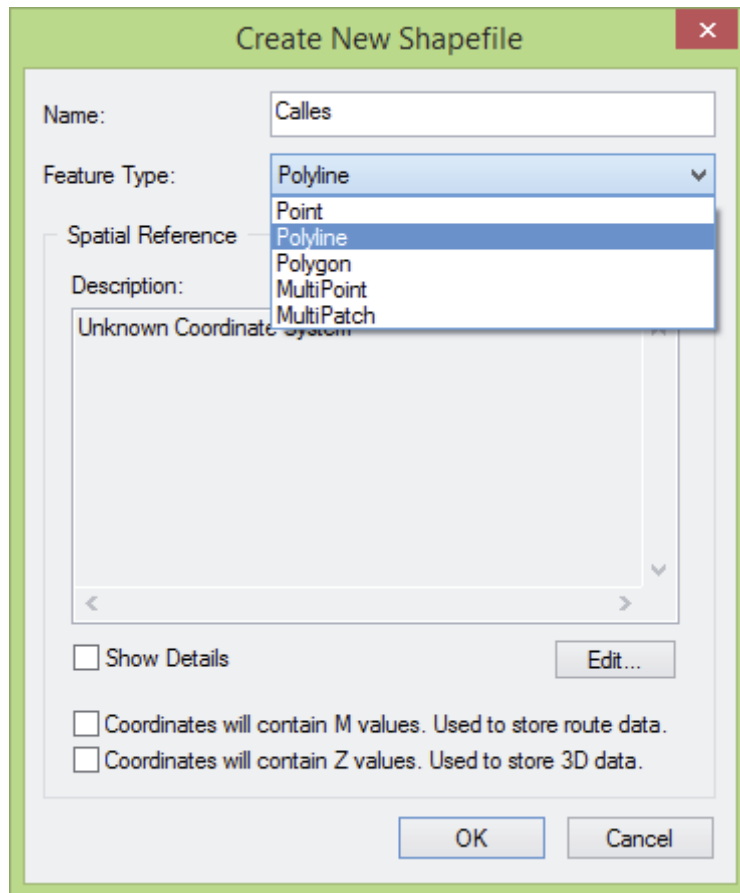 Create New Shapefile
Name:
Calles
Feature Type:
Polyline
Point
Polyline
Polygon
MultiPoint
MultiPatch
Spatial Reference
Description:
Unknown Coordinate System
Show Details
Edit...
Coordinates will contain M values. Used to store route data.
Coordinates will contain Z values. Used to store 3D data.
OK
Cancel